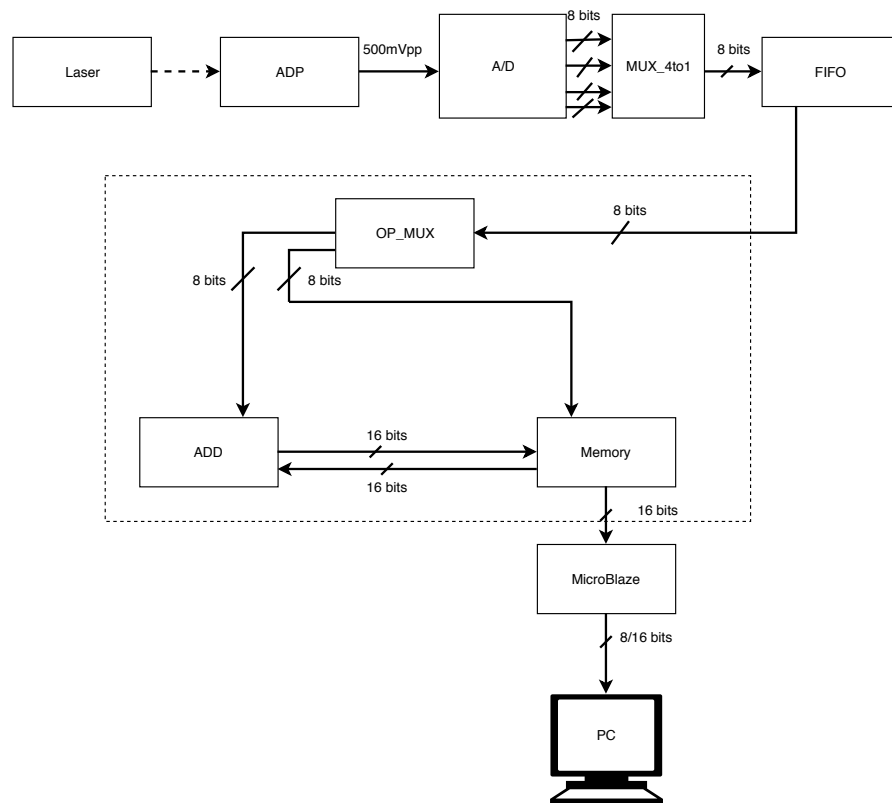 8 bits
500mVpp
8 bits
Laser
ADP
A/D
MUX_4to1
FIFO
8 bits
OP_MUX
8 bits
8 bits
16 bits
ADD
Memory
16 bits
16 bits
MicroBlaze
8/16 bits
PC